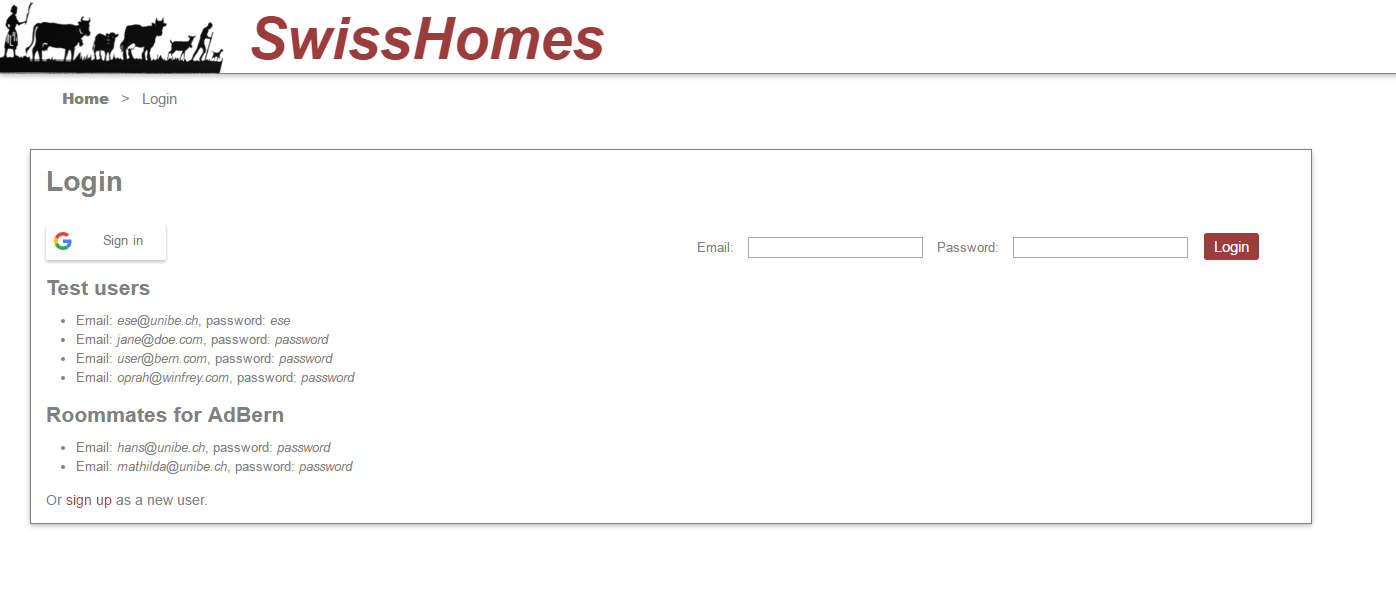 SwissHomes
Home > Login
Login
Sign in
Email: Password: Login
Test users
Email: ese@unibe.ch, password: ese
Email: jane@doe.com, password: password
Email: user@bern.com, password: password
Email: oprah@winfrey.com, password: password
Roommates for AdBern
Email: hans@unibe.ch, password: password
Email: mathilda@unibe.ch, password: password
Or sign up as a new user.